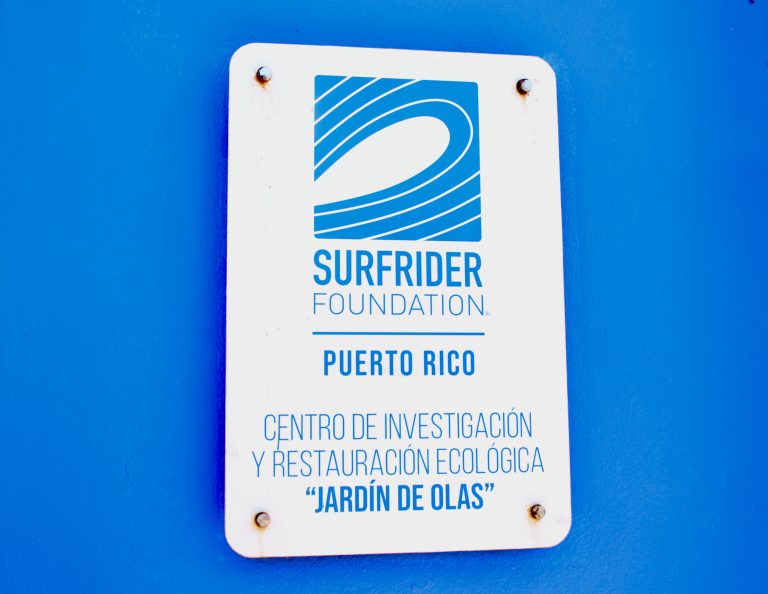 SURFRIDER
FOUNDATION®
PUERTO RICO
CENTRO DE INVESTIGACIÓN
Y RESTAURACIÓN ECOLÓGICA
“JARDÍN DE OLAS”